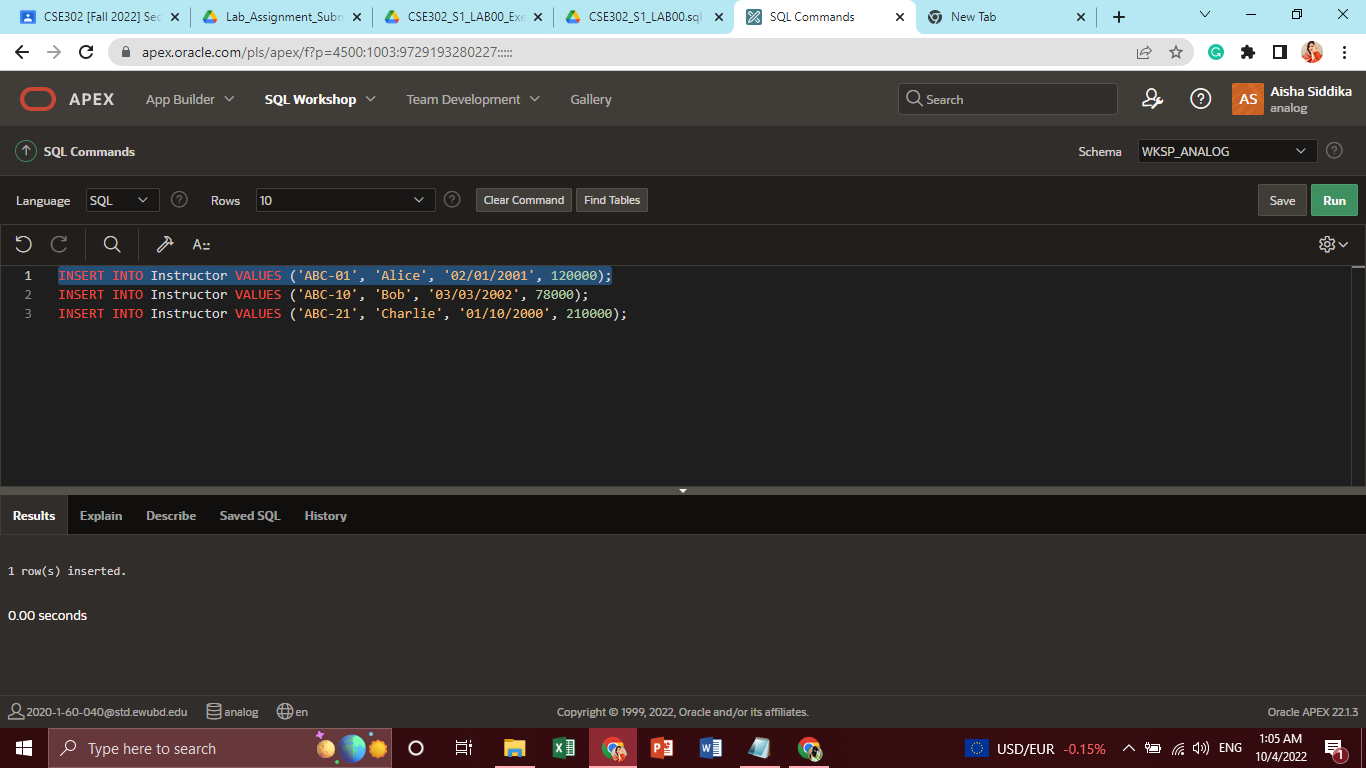 CSE302 [Fall 2022] Sec
Lab_Assignment_Subm
CSE302_S1_LAB00_Exe
CSE302_S1_LAB00.sql
SQL Commands
New Tab
apex.oracle.com/pls/apex/f?p=4500:1003:9729193280227:::::
APEX
App Builder
SQL Workshop
Team Development
Gallery
Search
AS
Aisha Siddika
analog
SQL Commands
Schema
WKSP_ANALOG
Language
SQL
Rows
10
Clear Command
Find Tables
Save
Run
A::
1 INSERT INTO Instructor VALUES ('ABC-01', 'Alice', '02/01/2001', 120000);
2 INSERT INTO Instructor VALUES ('ABC-10', 'Bob', '03/03/2002', 78000);
3 INSERT INTO Instructor VALUES ('ABC-21', 'Charlie', '01/10/2000', 210000);
Results
Explain
Describe
Saved SQL
History
1 row(s) inserted.
0.00 seconds
2020-1-60-040@std.ewubd.edu
analog
en
Copyright © 1999, 2022, Oracle and/or its affiliates.
Oracle APEX 22.1.3
Type here to search
USD/EUR -0.15%
ENG
1:05 AM
10/4/2022
1